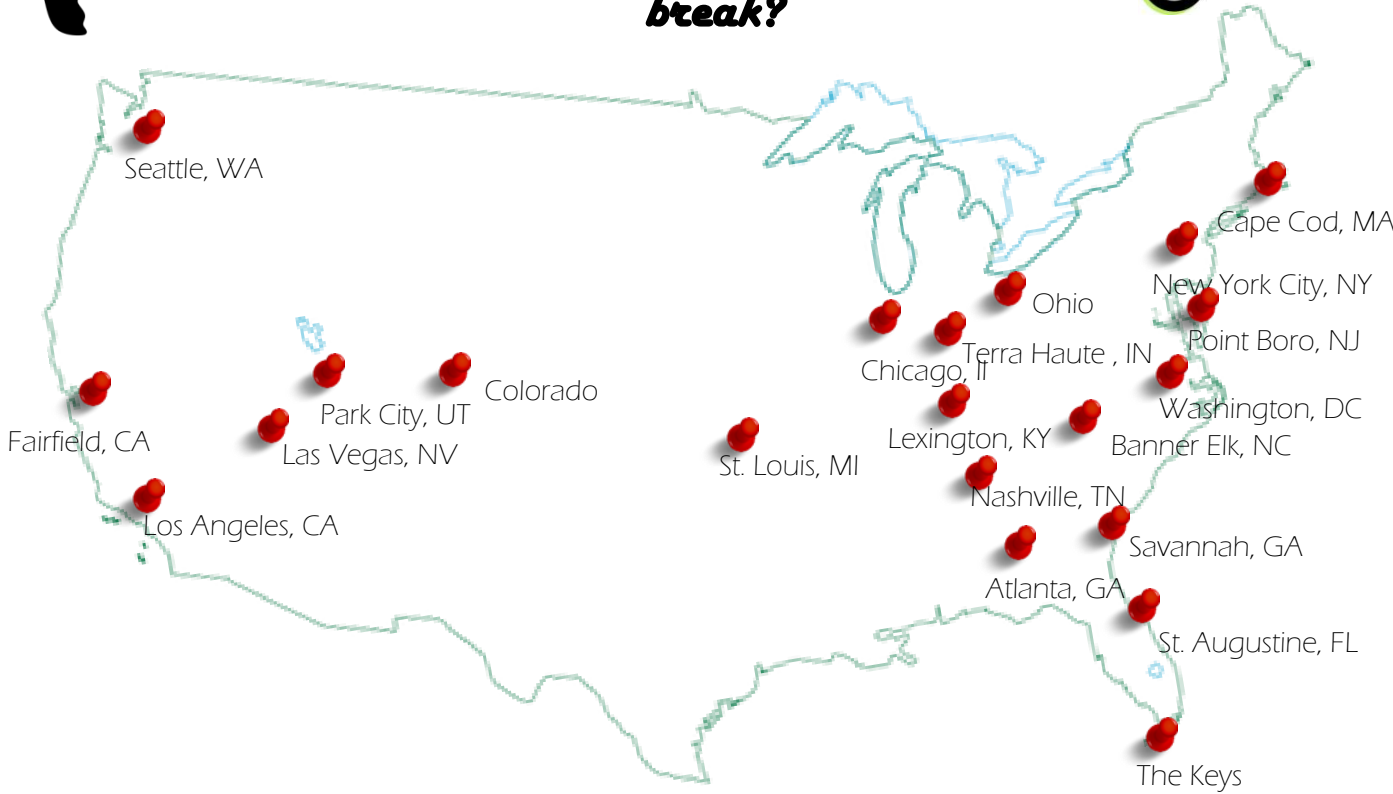 break?
Seattle, WA
Cape Cod, MA
New York City, NY
Ohio
Point Boro, NJ
Terra Haute , IN
Chicago, Il
Colorado
Park City, UT
Washington, DC
Fairfield, CA
Lexington, KY
Banner Elk, NC
Las Vegas, NV
St. Louis, MI
Nashville, TN
Los Angeles, CA
Savannah, GA
Atlanta, GA
St. Augustine, FL
The Keys